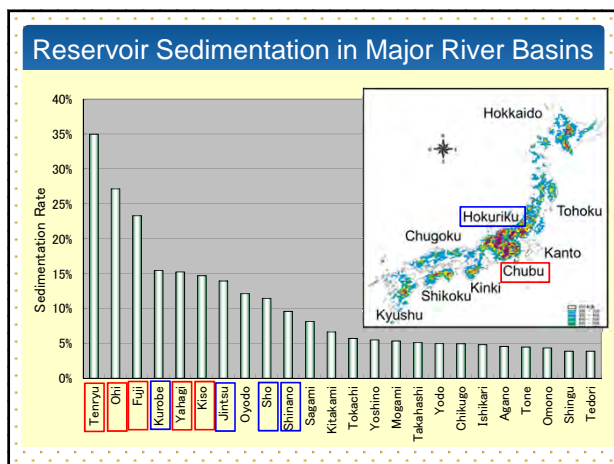 Reservoir Sedimentation in Major River Basins
Sedimentation Rate
40%
35%
30%
25%
20%
15%
10%
5%
0%
Tenryu
Ohi
Fuji
Kurobe
Yahagi
Kiso
Jintsu
Oyodo
Sho
Shinano
Sagami
Kitakami
Tokachi
Yoshino
Mogami
Takahashi
Yodo
Chikugo
Ishikari
Agano
Tone
Omono
Shingu
Tedori
Hokkaido
Tohoku
Hokuriku
Chugoku
Kanto
Chubu
Kinki
Shikoku
Kyushu